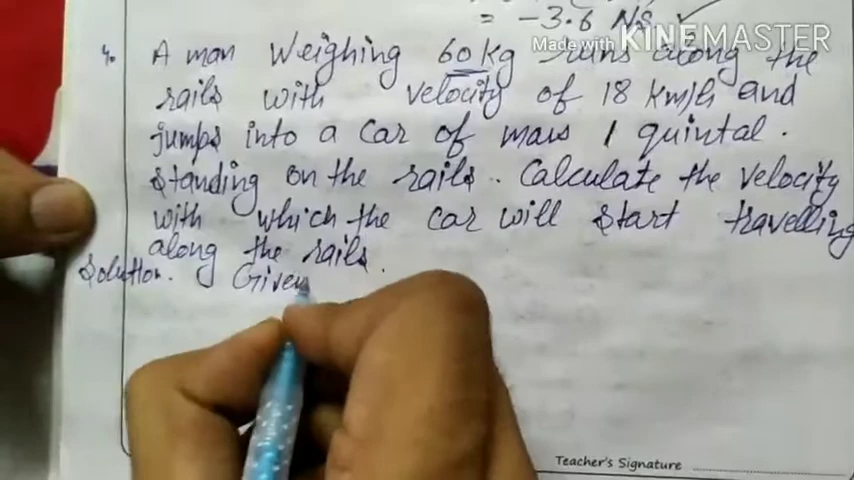 = -3.6 NS ✓
Made with KINEMASTER
4. A man Weighing 60 Kg runs along the
rails with velocity of 18 Km/h and
jumps into a Car of mass 1 quintal.
standing on the rails. Calculate the velocity
with which the car will start travelling
along the rails.
Solution. Given
Teacher's Signature